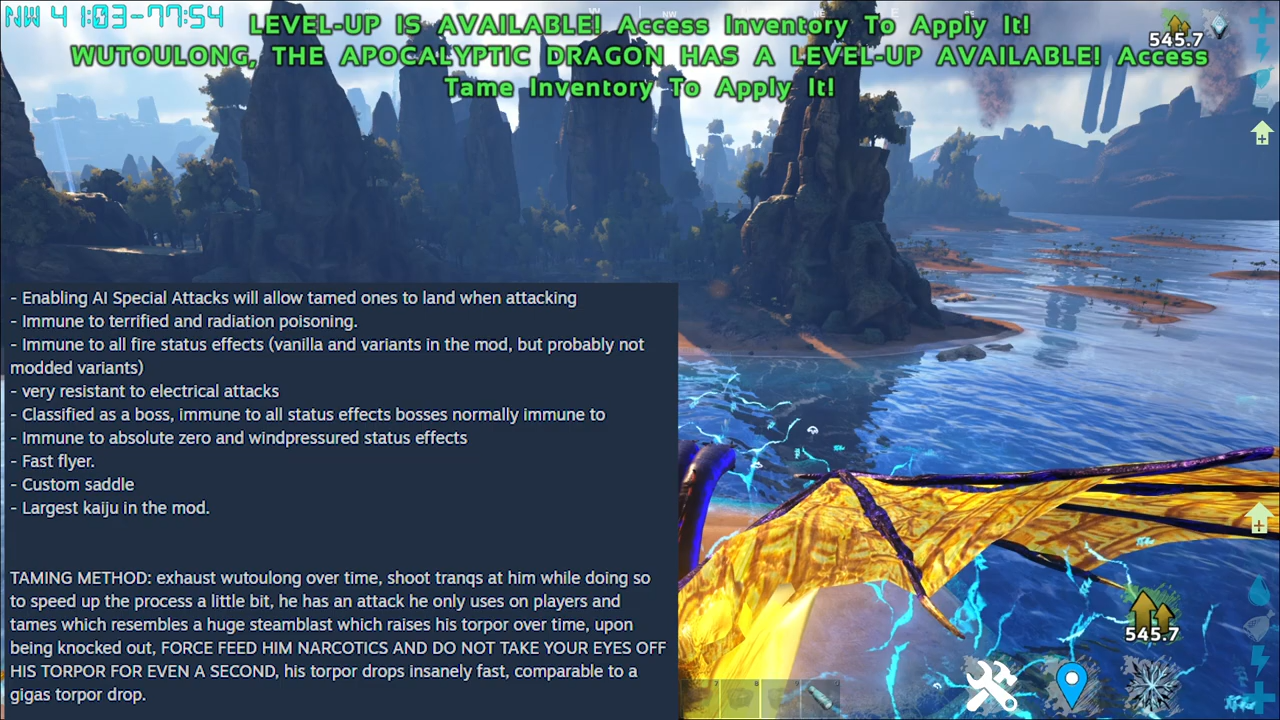 NW 4 1:03-77:54
LEVEL-UP IS AVAILABLE! Access Inventory To Apply It!
WUTOULONG, THE APOCALYPTIC DRAGON HAS A LEVEL-UP AVAILABLE! Access
Tame Inventory To Apply It!
545.7
- Enabling AI Special Attacks will allow tamed ones to land when attacking
- Immune to terrified and radiation poisoning.
- Immune to all fire status effects (vanilla and variants in the mod, but probably not
modded variants)
- very resistant to electrical attacks
- Classified as a boss, immune to all status effects bosses normally immune to
- Immune to absolute zero and windpressured status effects
- Fast flyer.
- Custom saddle
- Largest kaiju in the mod.
TAMING METHOD: exhaust wutoulong over time, shoot tranqs at him while doing so
to speed up the process a little bit, he has an attack he only uses on players and
tames which resembles a huge steamblast which raises his torpor over time, upon
being knocked out, FORCE FEED HIM NARCOTICS AND DO NOT TAKE YOUR EYES OFF
HIS TORPOR FOR EVEN A SECOND, his torpor drops insanely fast, comparable to a
gigas torpor drop.
545.7